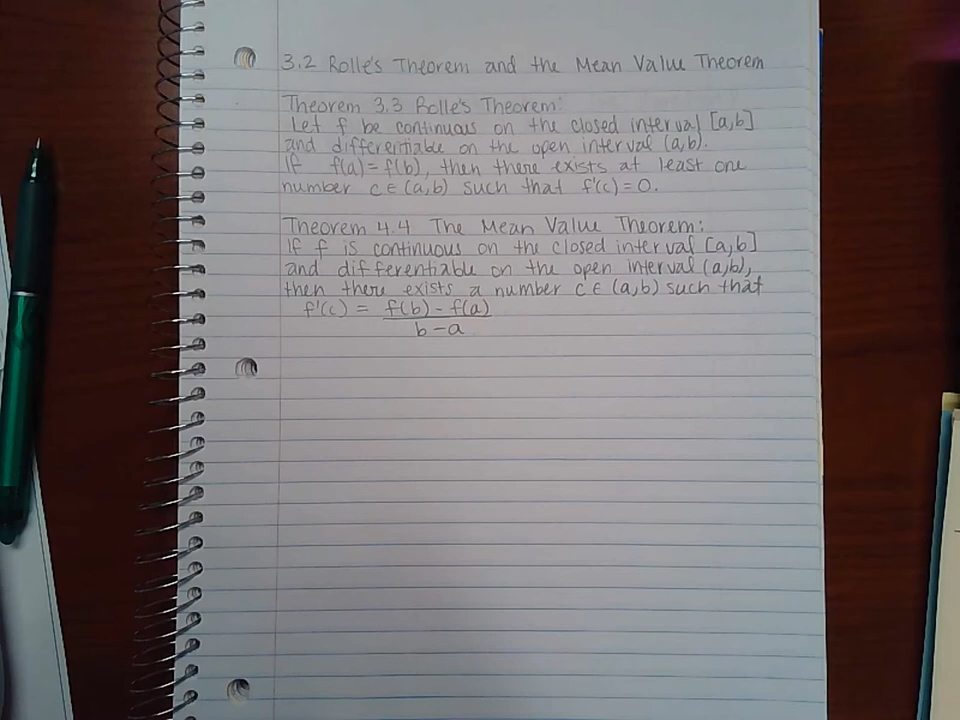 3.2 Rolle's Theorem and the Mean Value Theorem
Theorem 3.3 Rolle's Theorem:
Let f be continuous on the closed interval [a,b]
and differentiable on the open interval (a,b).
If f(a) = f(b), then there exists at least one
number c ∈ (a,b) such that f'(c) = 0.
Theorem 4.4 The Mean Value Theorem:
If f is continuous on the closed interval [a,b]
and differentiable on the open interval (a,b),
then there exists a number c ∈ (a,b) such that
f'(c) = f(b) - f(a)
b - a